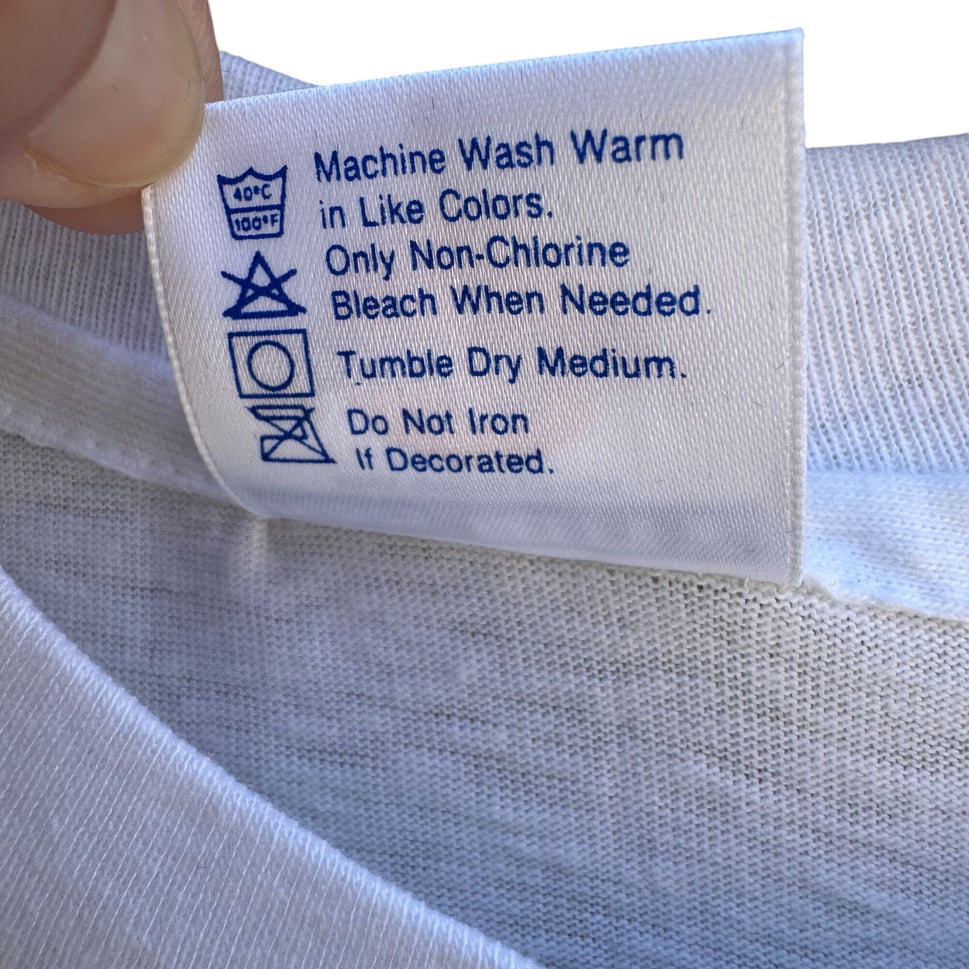 40°C
100°F
Machine Wash Warm
in Like Colors.
Only Non-Chlorine
Bleach When Needed.
Tumble Dry Medium.
Do Not Iron
If Decorated.